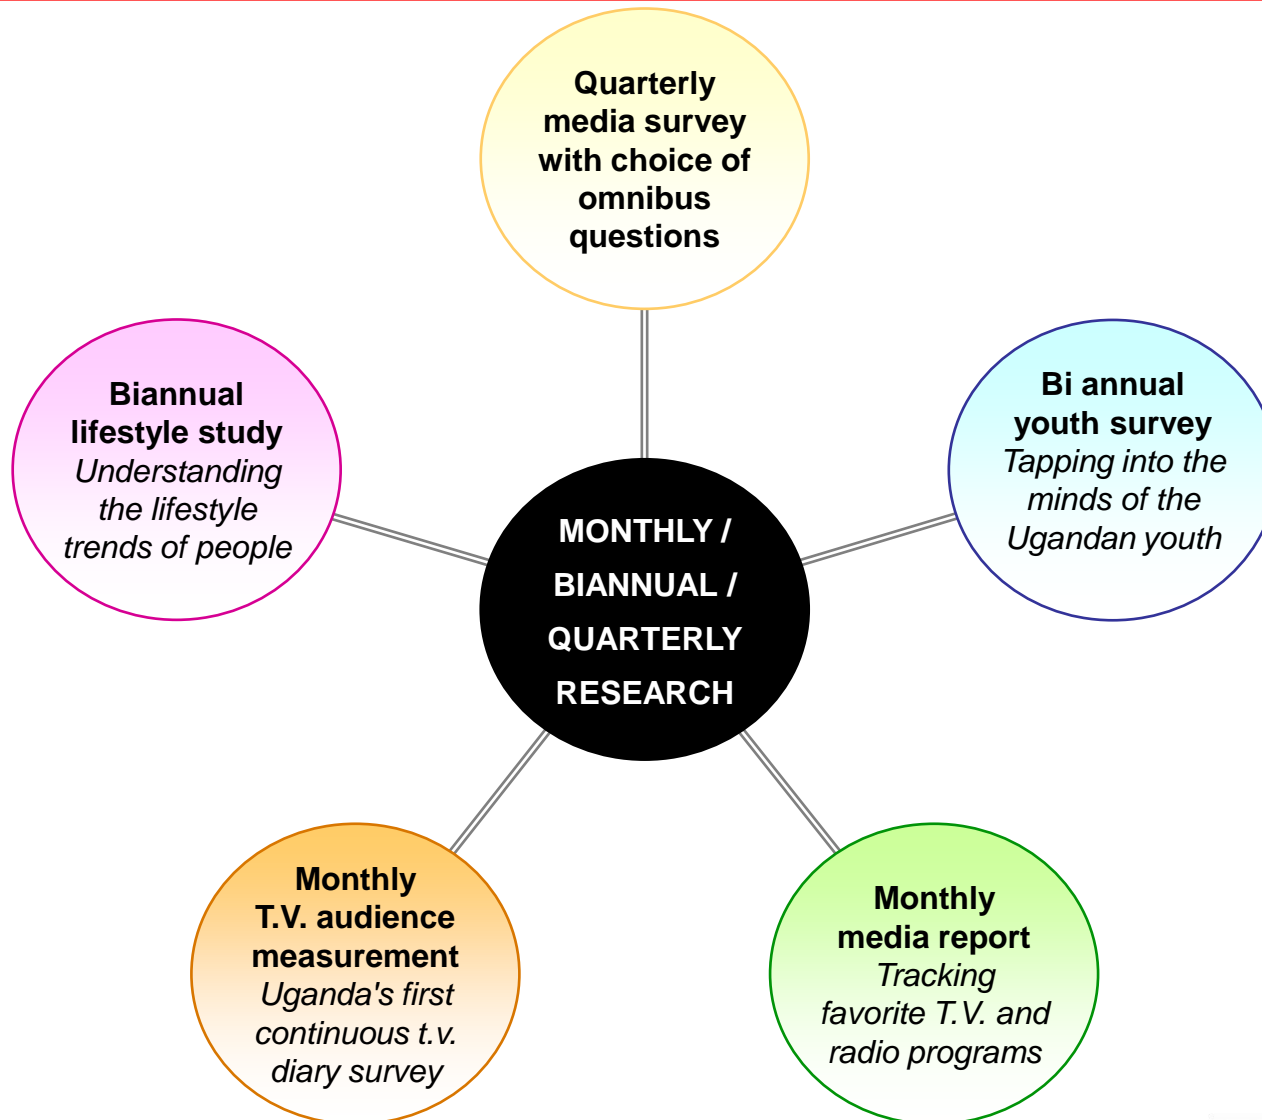 Quarterly
media survey
with choice of
omnibus
questions
Biannual
lifestyle study
Understanding
the lifestyle
trends of people
Bi annual
youth survey
Tapping into the
minds of the
Ugandan youth
MONTHLY /
BIANNUAL /
QUARTERLY
RESEARCH
Monthly
T.V. audience
measurement
Uganda's first
continuous t.v.
diary survey
Monthly
media report
Tracking
favorite T.V. and
radio programs